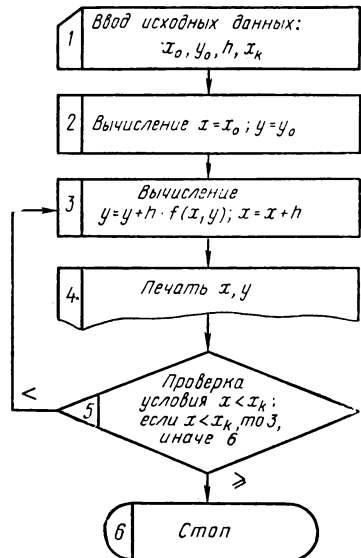 1
Ввод исходных данных:
x₀, y₀, h, xₖ
2
Вычисление x=x₀; y=y₀
3
Вычисление
y=y+h·f(x,y); x=x+h
4.
Печать x, y
<
5
Проверка
условия x<xₖ;
если x<xₖ, то 3,
иначе 6
⩾
6
Стоп